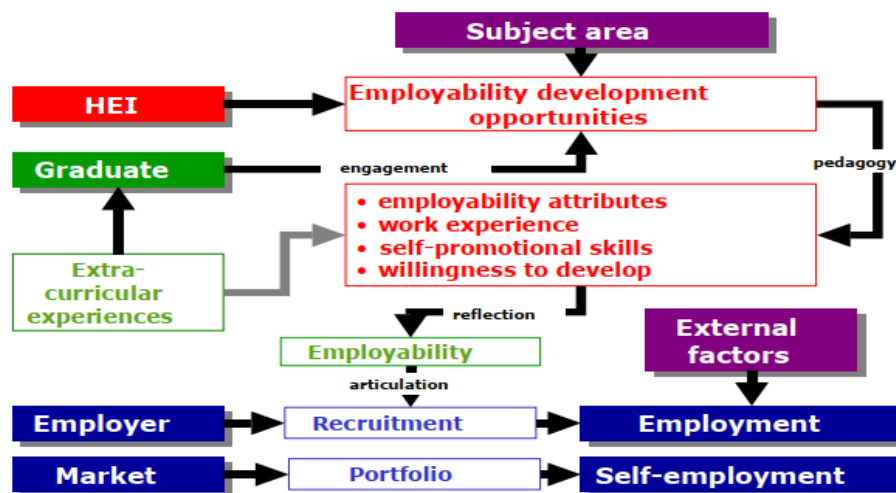 Subject area
HEI
Employability development
opportunities
Graduate
engagement
pedagogy
• employability attributes
• work experience
• self-promotional skills
• willingness to develop
Extra-
curricular
experiences
reflection
External
factors
Employability
articulation
Employer
Recruitment
Employment
Market
Portfolio
Self-employment